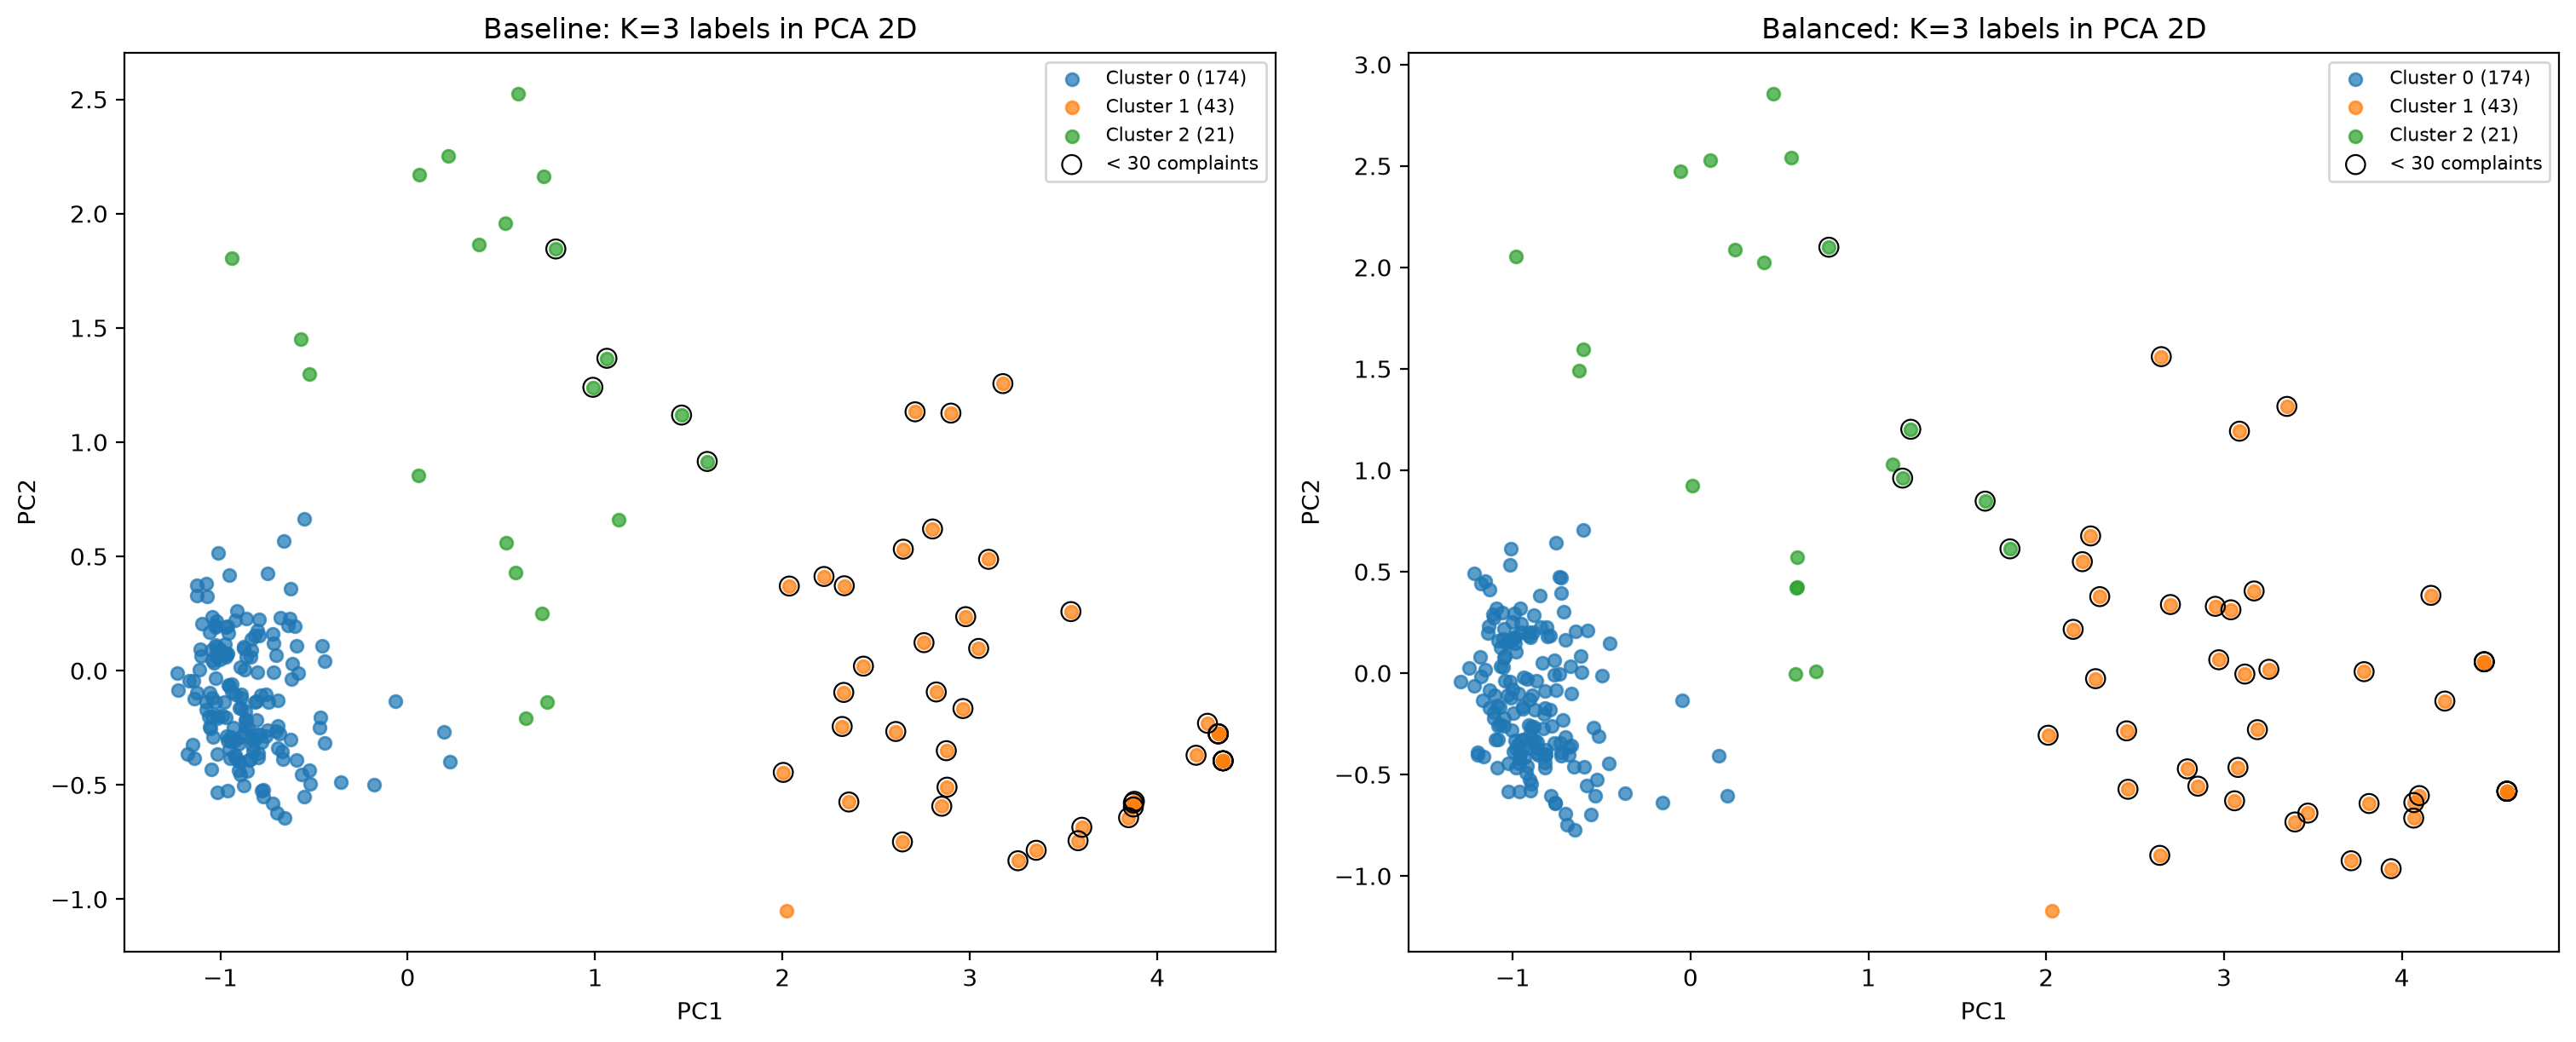 Baseline: K=3 labels in PCA 2D
Cluster 0 (174)
Cluster 1 (43)
Cluster 2 (21)
< 30 complaints
2.5
2.0
1.5
1.0
0.5
0.0
−0.5
−1.0
PC2
−1
0
1
2
3
4
PC1
Balanced: K=3 labels in PCA 2D
Cluster 0 (174)
Cluster 1 (43)
Cluster 2 (21)
< 30 complaints
3.0
2.5
2.0
1.5
1.0
0.5
0.0
−0.5
−1.0
PC2
−1
0
1
2
3
4
PC1